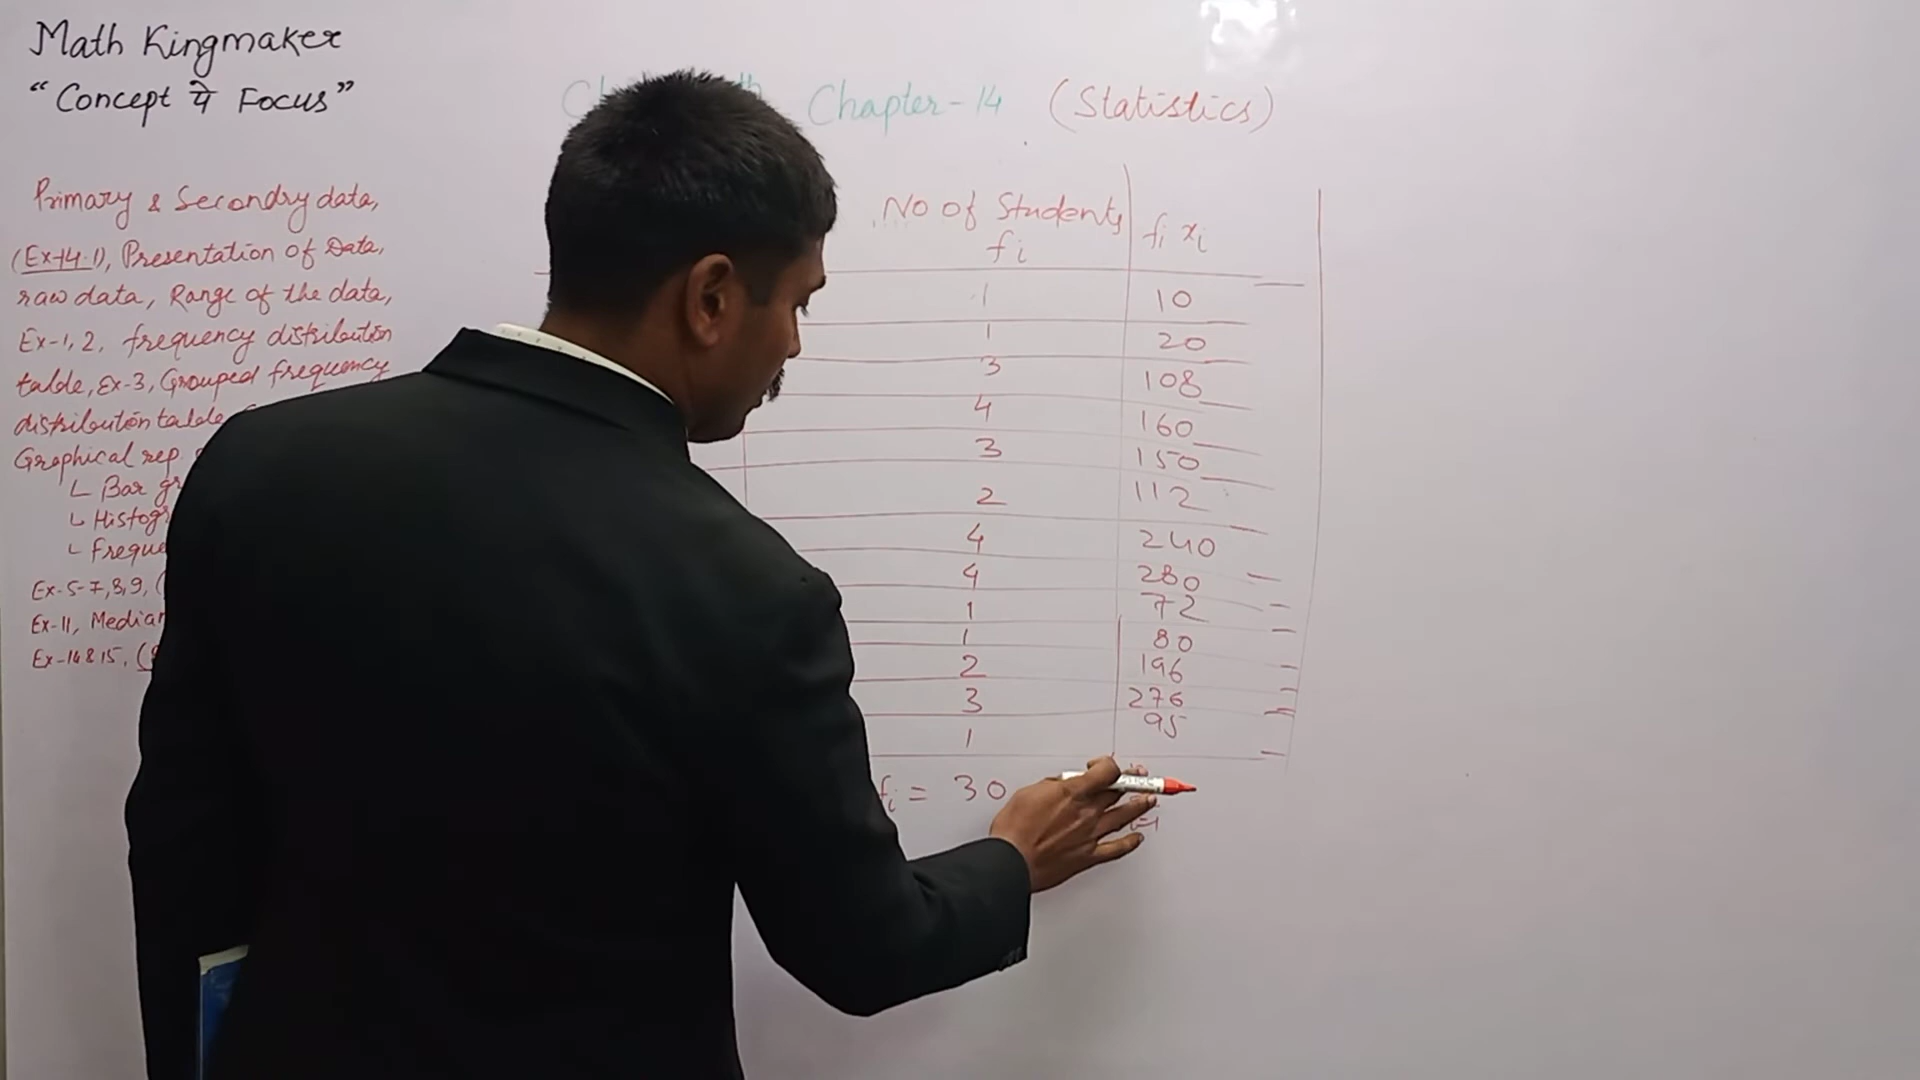 Math Kingmaker
“Concept पे Focus”
Chapter-14 (Statistics)
Primary & Secondry data,
(Ex-14.1), Presentation of Data,
raw data, Range of the data,
Ex-1, 2, frequency distribution
table, Ex-3, Grouped frequency
distribution table
Graphical rep.
Bar
Ex-5-7,8,9,
Ex-11,
Ex-14&15,
No of Students fi | fi xi
1 10
1 20
3 108
4 160
3 150
2 112
4 240
4 280
1 72
1 80
2 196
3 276
1 95
fi = 30